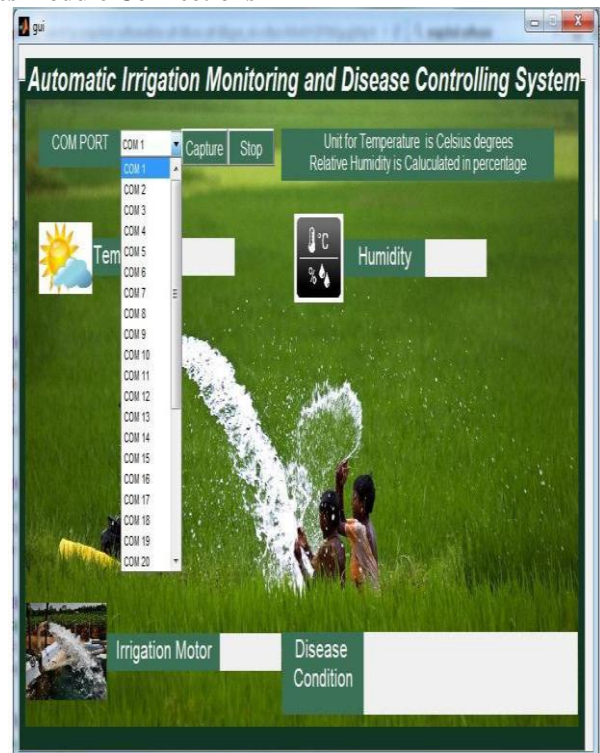 gui
Automatic Irrigation Monitoring and Disease Controlling System
COM PORT
COM 1
Capture
Stop
Unit for Temperature is Celsius degrees
Relative Humidity is Caluculated in percentage
COM 1
COM 2
COM 3
COM 4
COM 5
COM 6
COM 7
COM 8
COM 9
COM 10
COM 11
COM 12
COM 13
COM 14
COM 15
COM 16
COM 17
COM 18
COM 19
COM 20
Tem
°C
%
Humidity
Irrigation Motor
Disease
Condition